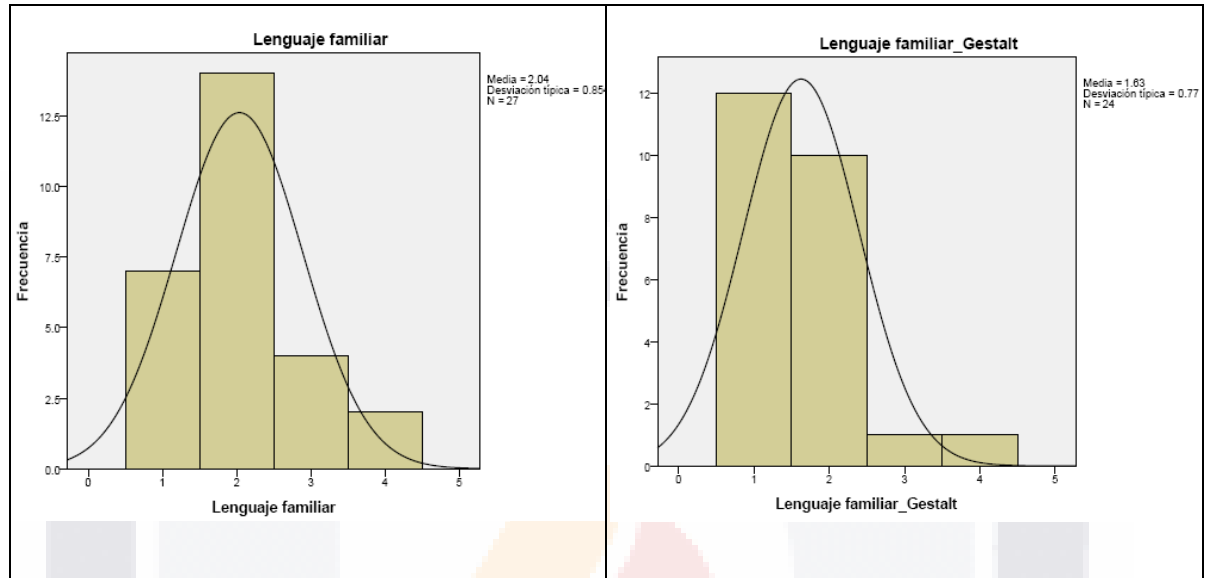 Lenguaje familiar
Media = 2.04
Desviación típica = 0.85
N = 27
12.5
10.0
7.5
5.0
2.5
0.0
Frecuencia
0 1 2 3 4 5
Lenguaje familiar
Lenguaje familiar_Gestalt
Media = 1.63
Desviación típica = 0.77
N = 24
12
10
8
6
4
2
0
Frecuencia
0 1 2 3 4 5
Lenguaje familiar_Gestalt